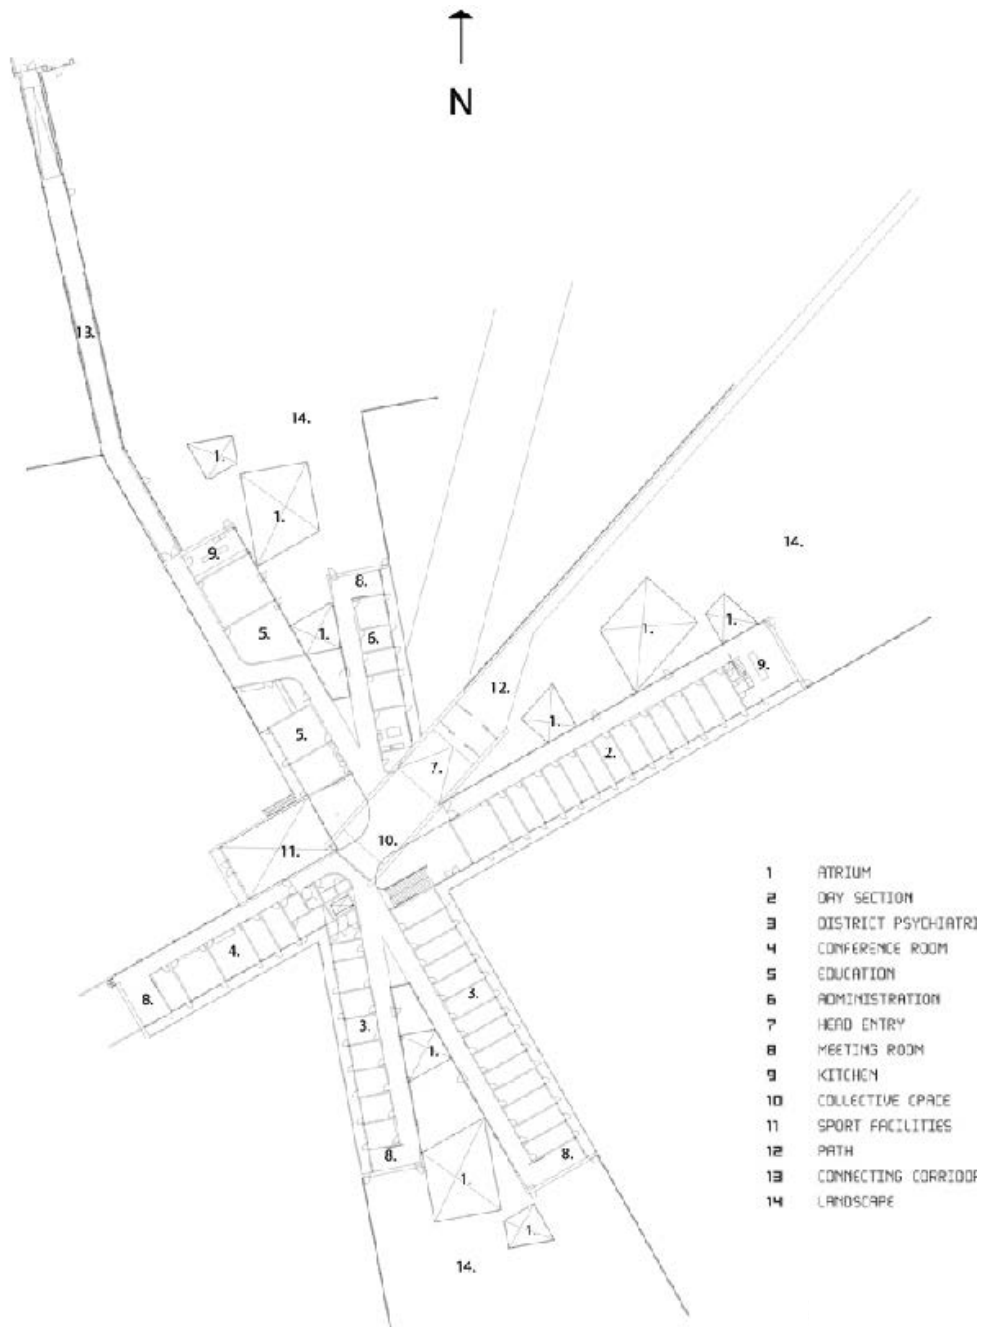 N
13.
14.
1.
1.
14.
9.
8.
1.
1.
5.
1.
6.
9.
12.
1.
5.
2.
7.
10.
11.
1 ATRIUM
2 DAY SECTION
3 DISTRICT PSYCHIATRI
4 CONFERENCE ROOM
5 EDUCATION
6 ADMINISTRATION
7 HEAD ENTRY
8 MEETING ROOM
9 KITCHEN
10 COLLECTIVE CPACE
11 SPORT FACILITIES
12 PATH
13 CONNECTING CORRIDOR
14 LANDSCAPE
4.
8.
3.
3.
1.
8.
8.
1.
1.
14.